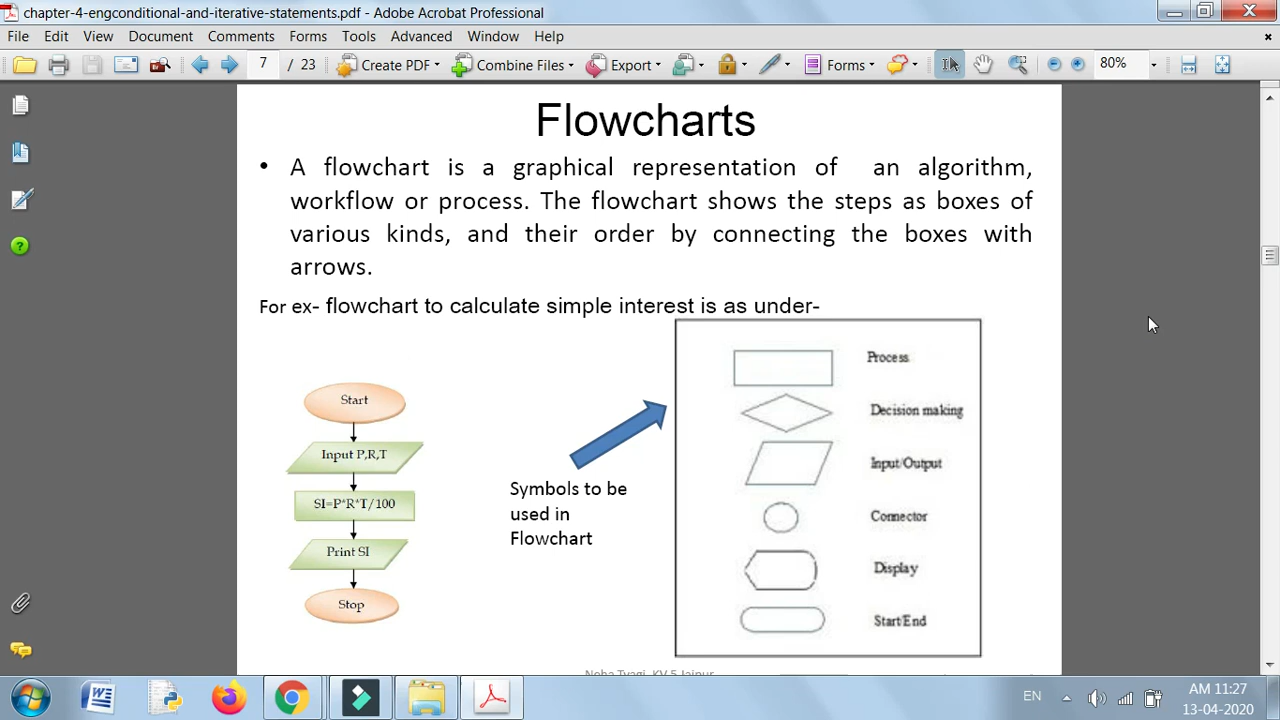 chapter-4-engconditional-and-iterative-statements.pdf - Adobe Acrobat Professional
File Edit View Document Comments Forms Tools Advanced Window Help
7 / 23 Create PDF Combine Files Export Forms 80%
Flowcharts
• A flowchart is a graphical representation of an algorithm,
workflow or process. The flowchart shows the steps as boxes of
various kinds, and their order by connecting the boxes with
arrows.
For ex- flowchart to calculate simple interest is as under-
Start
Input P,R,T
SI=P*R*T/100
Print SI
Stop
Symbols to be
used in
Flowchart
Process
Decision making
Input/Output
Connector
Display
Start/End
Neha Tyagi, KV 5 Jaipur
EN
AM 11:27
13-04-2020